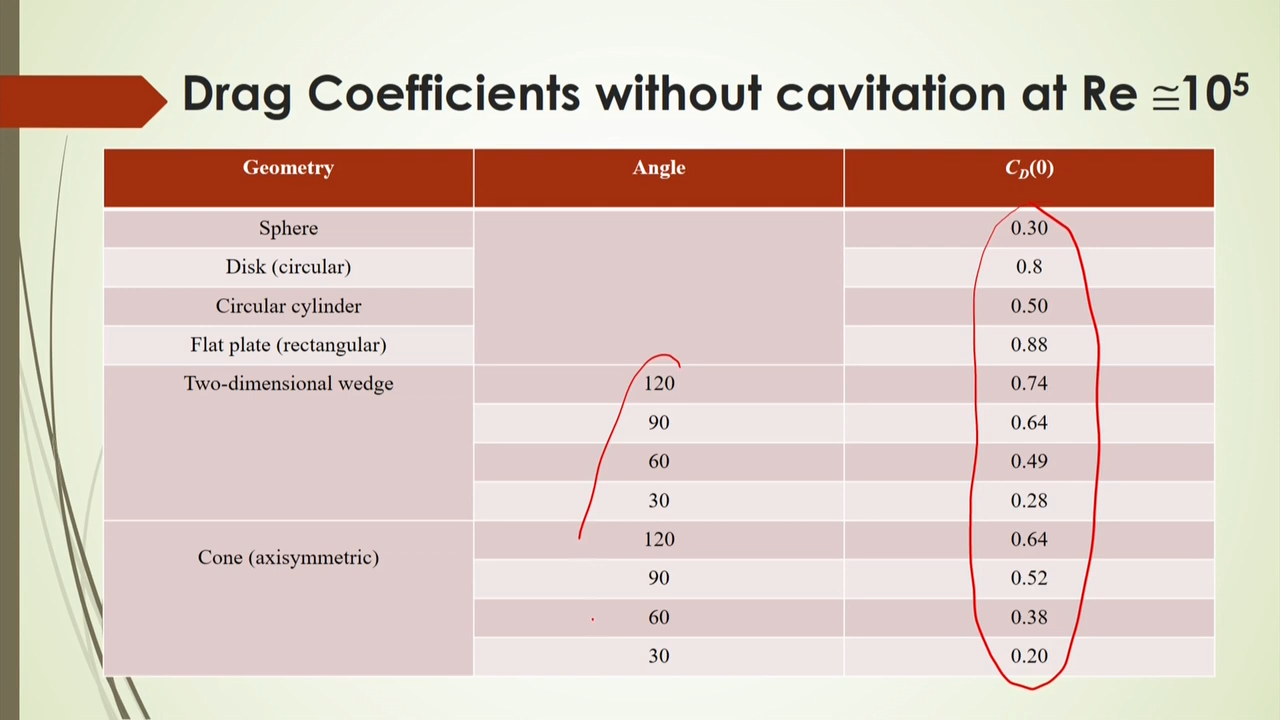 Drag Coefficients without cavitation at Re ≅10⁵
Geometry Angle C_D(0)
Sphere 0.30
Disk (circular) 0.8
Circular cylinder 0.50
Flat plate (rectangular) 0.88
Two-dimensional wedge 120 0.74
90 0.64
60 0.49
30 0.28
Cone (axisymmetric) 120 0.64
90 0.52
60 0.38
30 0.20